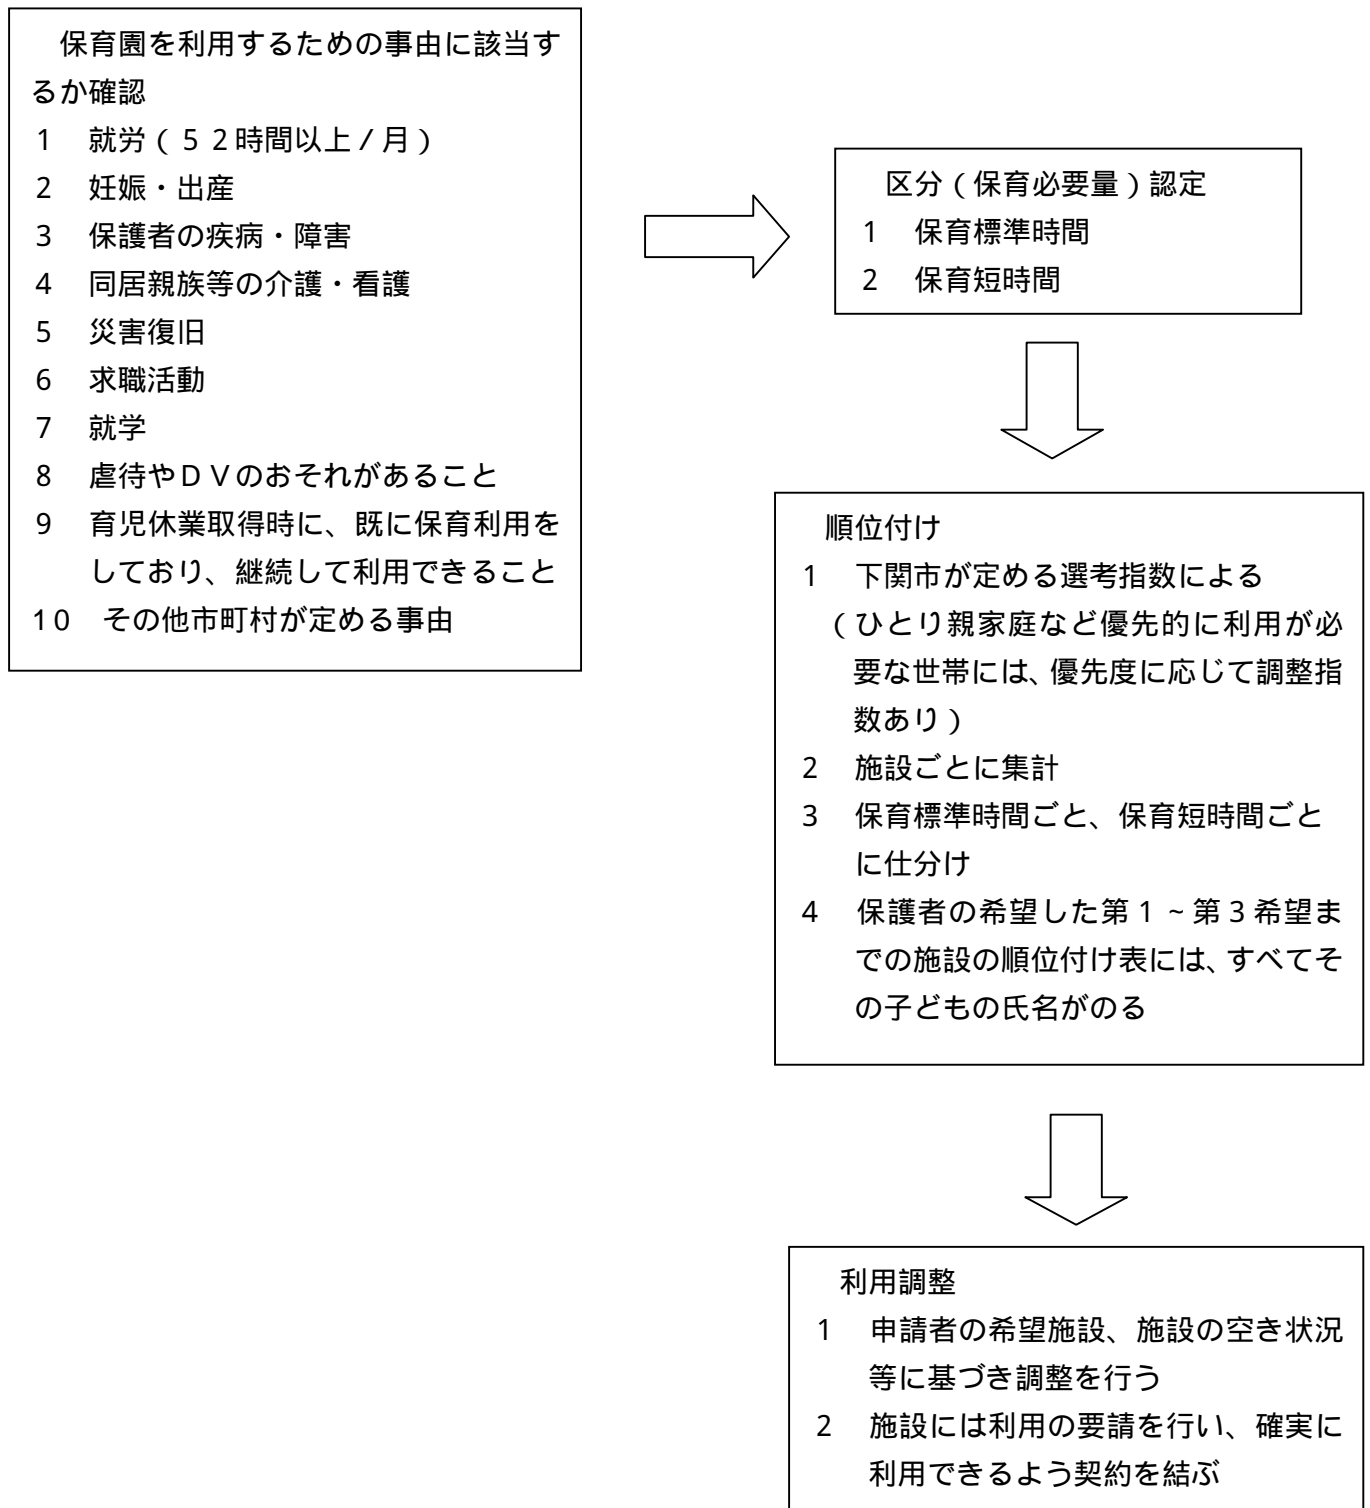 保育園を利用するための事由に該当す
るか確認
1 就労(52時間以上/月)
2 妊娠・出産
3 保護者の疾病・障害
4 同居親族等の介護・看護
5 災害復旧
6 求職活動
7 就学
8 虐待やDVのおそれがあること
9 育児休業取得時に、既に保育利用を
しており、継続して利用できること
10 その他市町村が定める事由
区分(保育必要量)認定
1 保育標準時間
2 保育短時間
順位付け
1 下関市が定める選考指数による
(ひとり親家庭など優先的に利用が必
要な世帯には、優先度に応じて調整指
数あり)
2 施設ごとに集計
3 保育標準時間ごと、保育短時間ごと
に仕分け
4 保護者の希望した第1~第3希望ま
での施設の順位付け表には、すべてそ
の子どもの氏名がのる
利用調整
1 申請者の希望施設、施設の空き状況
等に基づき調整を行う
2 施設には利用の要請を行い、確実に
利用できるよう契約を結ぶ